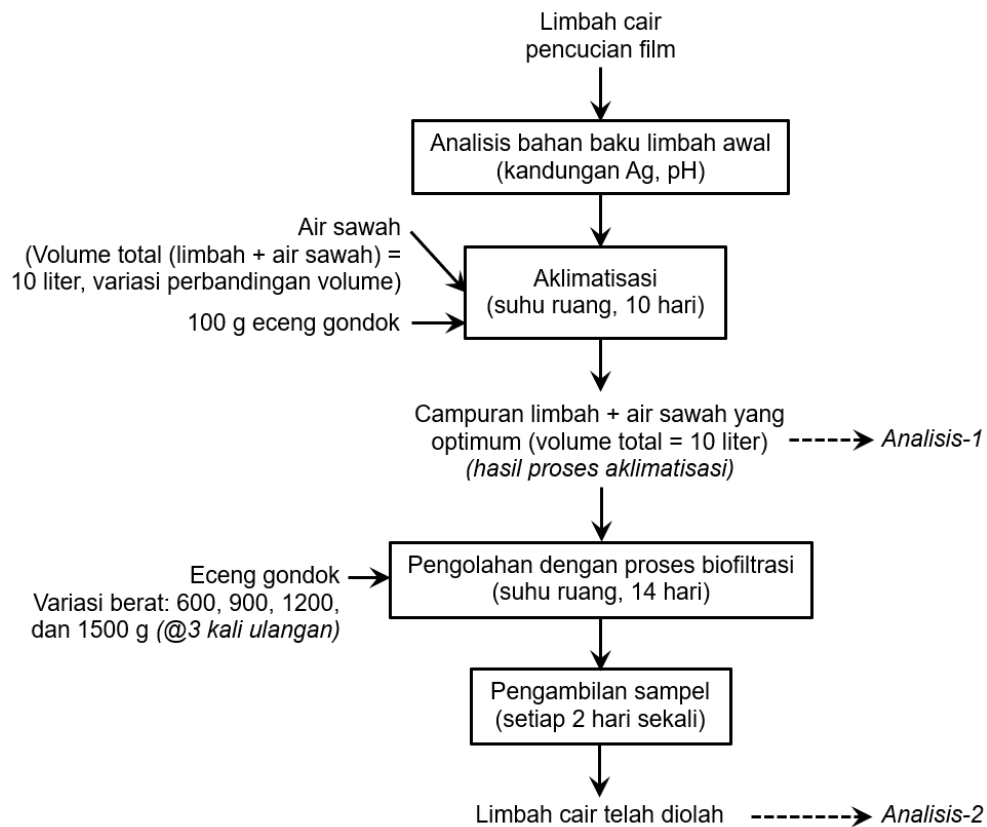 Limbah cair
pencucian film
Analisis bahan baku limbah awal
(kandungan Ag, pH)
Air sawah
(Volume total (limbah + air sawah) =
10 liter, variasi perbandingan volume)
100 g eceng gondok
Aklimatisasi
(suhu ruang, 10 hari)
Campuran limbah + air sawah yang
optimum (volume total = 10 liter)
(hasil proses aklimatisasi)
Analisis-1
Eceng gondok
Variasi berat: 600, 900, 1200,
dan 1500 g (@3 kali ulangan)
Pengolahan dengan proses biofiltrasi
(suhu ruang, 14 hari)
Pengambilan sampel
(setiap 2 hari sekali)
Limbah cair telah diolah
Analisis-2